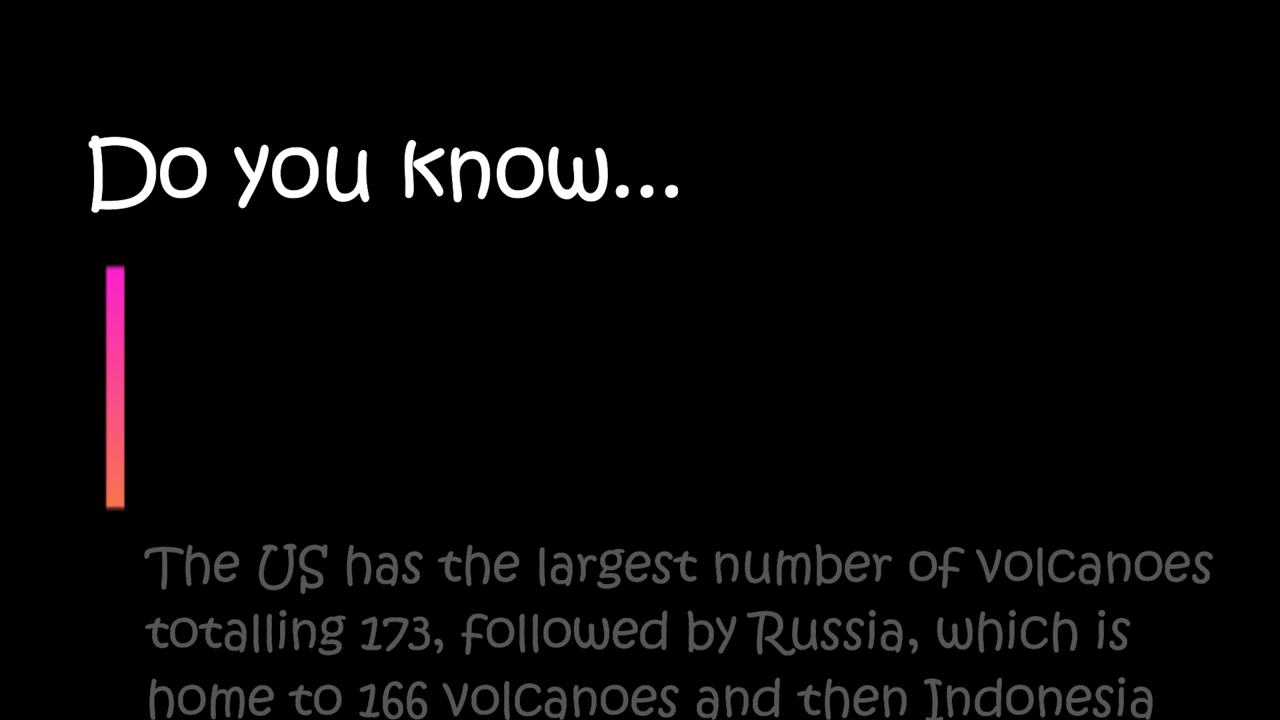 Do you know...
The US has the largest number of volcanoes
totalling 173, followed by Russia, which is
home to 166 volcanoes and then Indonesia